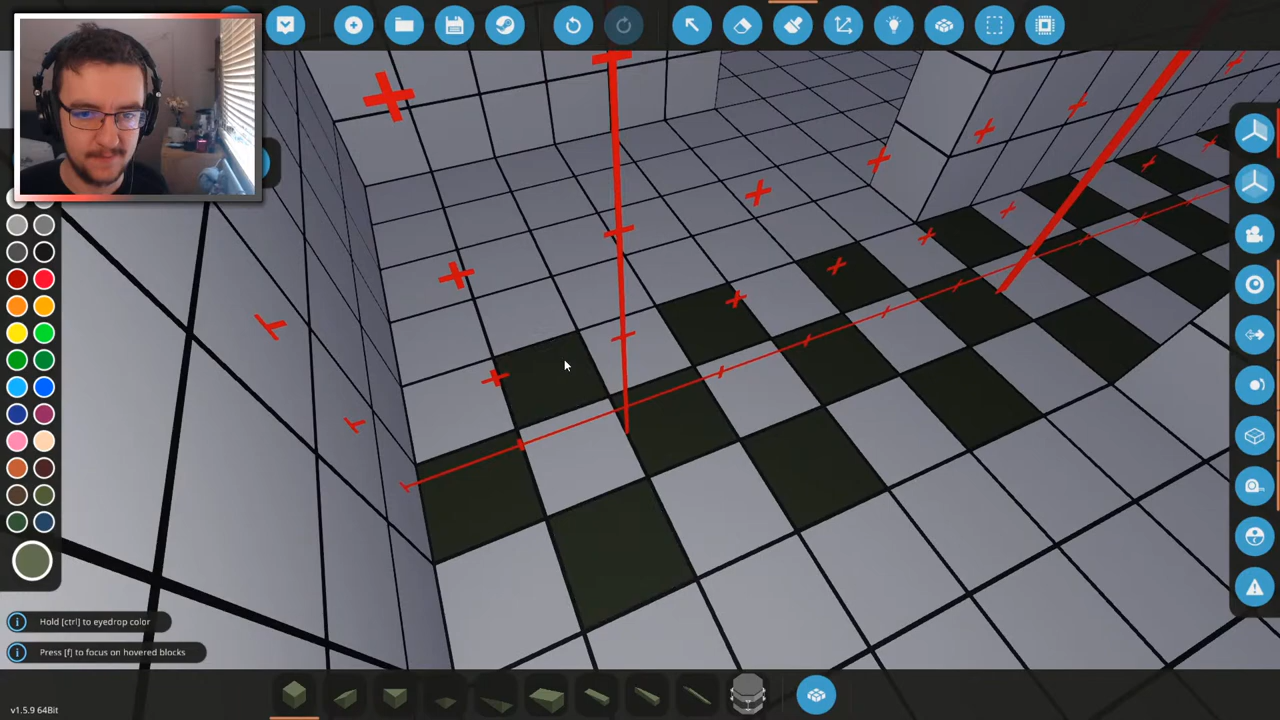 Hold [ctrl] to eyedrop color
Press [f] to focus on hovered blocks
v1.5.9 64Bit